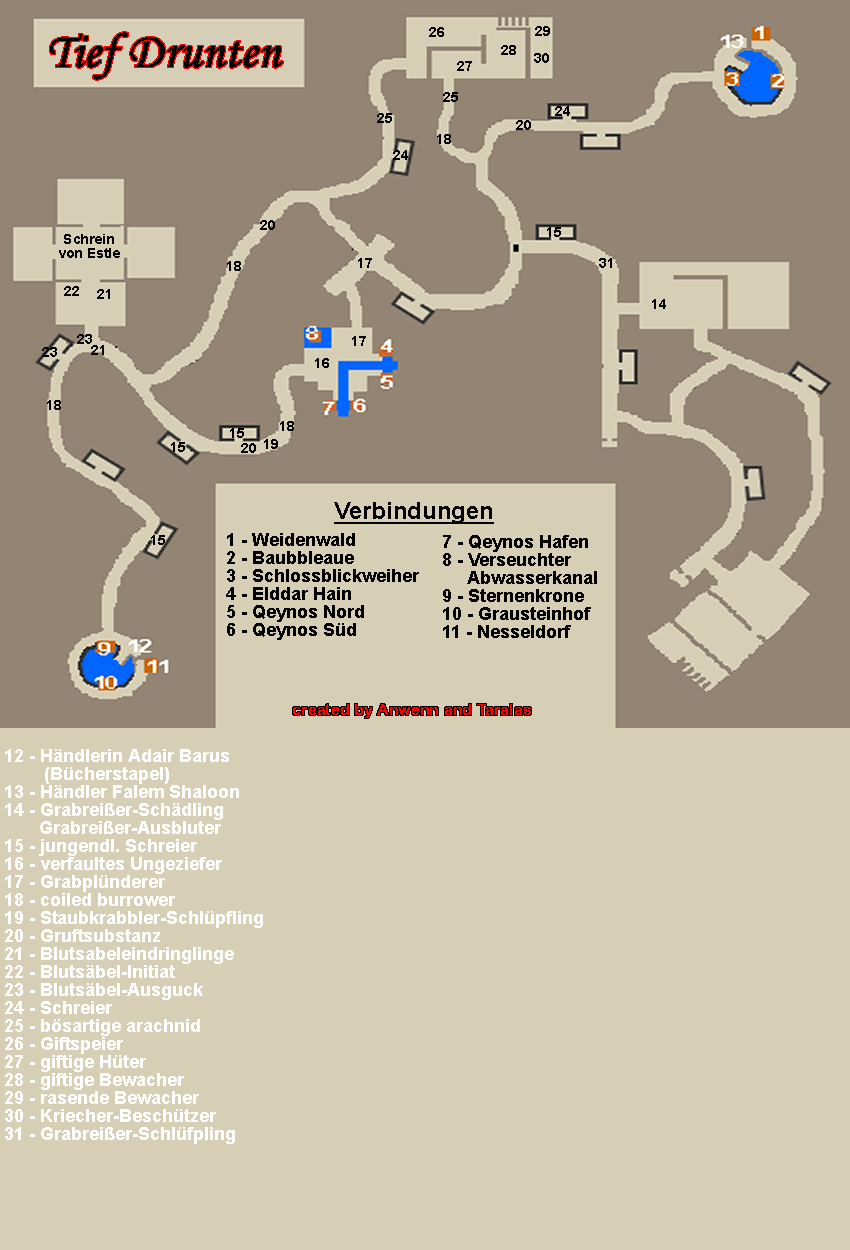 Tief Drunten
26
29
28
30
27
25
25
18
24
20
24
13
1
3
2
15
31
20
18
17
14
Schrein
von Estle
22
21
23
21
23
8
17
4
16
5
7
6
18
15
15
20
19
18
15
9
12
11
10
Verbindungen
1 - Weidenwald
2 - Baubbleaue
3 - Schlossblickweiher
4 - Elddar Hain
5 - Qeynos Nord
6 - Qeynos Süd
7 - Qeynos Hafen
8 - Verseuchter
Abwasserkanal
9 - Sternenkrone
10 - Grausteinhof
11 - Nesseldorf
created by Anwenn and Taralas
12 - Händlerin Adair Barus
(Bücherstapel)
13 - Händler Falem Shaloon
14 - Grabreißer-Schädling
Grabreißer-Ausbluter
15 - jungendl. Schreier
16 - verfaultes Ungeziefer
17 - Grabplünderer
18 - coiled burrower
19 - Staubkrabbler-Schlüpfling
20 - Gruftsubstanz
21 - Blutsabeleindringlinge
22 - Blutsäbel-Initiat
23 - Blutsäbel-Ausguck
24 - Schreier
25 - bösartige arachnid
26 - Giftspeier
27 - giftige Hüter
28 - giftige Bewacher
29 - rasende Bewacher
30 - Kriecher-Beschützer
31 - Grabreißer-Schlüfpling